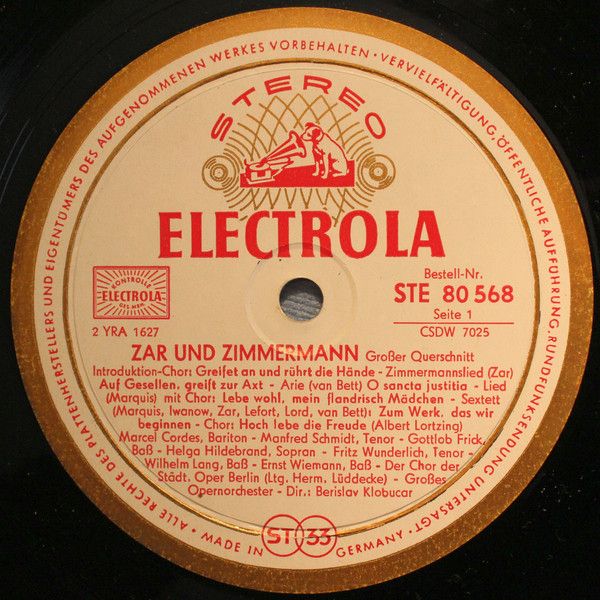 ALLE RECHTE DES PLATTENHERSTELLERS UND EIGENTÜMERS DES AUFGENOMMENEN WERKES VORBEHALTEN · VERVIELFÄLTIGUNG, ÖFFENTLICHE AUFFÜHRUNG, RUNDFUNKSENDUNG UNTERSAGT ·
STEREO
ELECTROLA
Bestell-Nr.
STE 80 568
Seite 1
CSDW 7025
KONTROLLE
ELECTROLA
GES.M.B.H.
2 YRA 1627
ZAR UND ZIMMERMANN Großer Querschnitt
Introduktion-Chor: Greifet an und rührt die Hände - Zimmermannslied (Zar)
Auf Gesellen, greift zur Axt - Arie (van Bett) O sancta justitia - Lied
(Marquis) mit Chor: Lebe wohl, mein flandrisch Mädchen - Sextett
(Marquis, Iwanow, Zar, Lefort, Lord, van Bett): Zum Werk, das wir
beginnen - Chor: Hoch lebe die Freude (Albert Lortzing)
Marcel Cordes, Bariton - Manfred Schmidt, Tenor - Gottlob Frick,
Baß - Helga Hildebrand, Sopran - Fritz Wunderlich, Tenor -
Wilhelm Lang, Baß - Ernst Wiemann, Baß - Der Chor der
Städt. Oper Berlin (Ltg. Herm. Lüddecke) - Großes
Opernorchester - Dir.: Berislav Klobucar
MADE IN GERMANY
ST 33